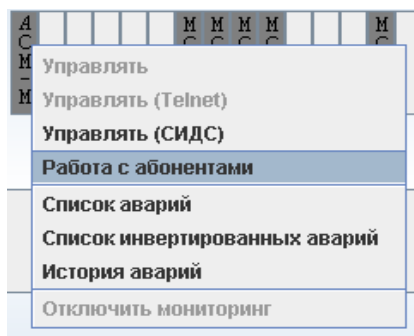 А
С
М
-
М
М М М М М
С С С С С
Управлять
Управлять (Telnet)
Управлять (СИДС)
Работа с абонентами
Список аварий
Список инвертированных аварий
История аварий
Отключить мониторинг